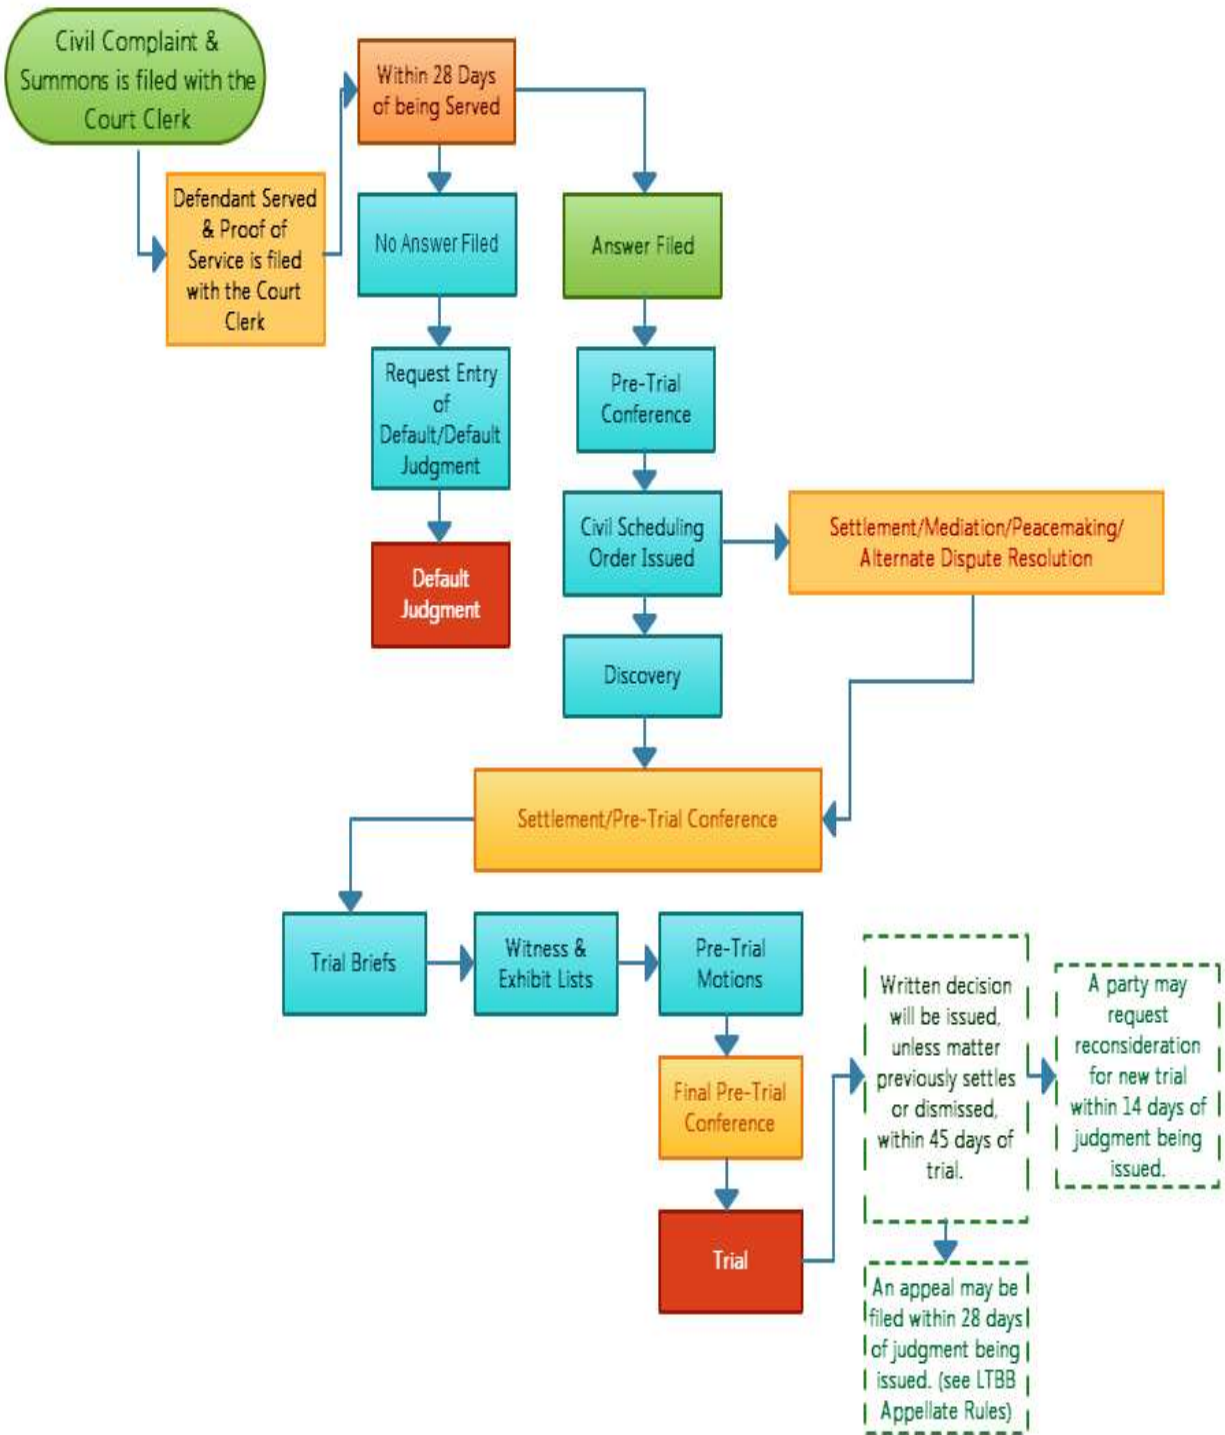 Civil Complaint &
Summons is filed with the
Court Clerk
Within 28 Days
of being Served
Defendant Served
& Proof of
Service is filed
with the Court
Clerk
No Answer Filed
Answer Filed
Request Entry
of
Default/Default
Judgment
Pre-Trial
Conference
Default
Judgment
Civil Scheduling
Order Issued
Settlement/Mediation/Peacemaking/
Alternate Dispute Resolution
Discovery
Settlement/Pre-Trial Conference
Trial Briefs
Witness &
Exhibit Lists
Pre-Trial
Motions
Final Pre-Trial
Conference
Trial
Written decision
will be issued,
unless matter
previously settles
or dismissed,
within 45 days of
trial.
A party may
request
reconsideration
for new trial
within 14 days of
judgment being
issued.
An appeal may be
filed within 28 days
of judgment being
issued. (see LTBB
Appellate Rules)